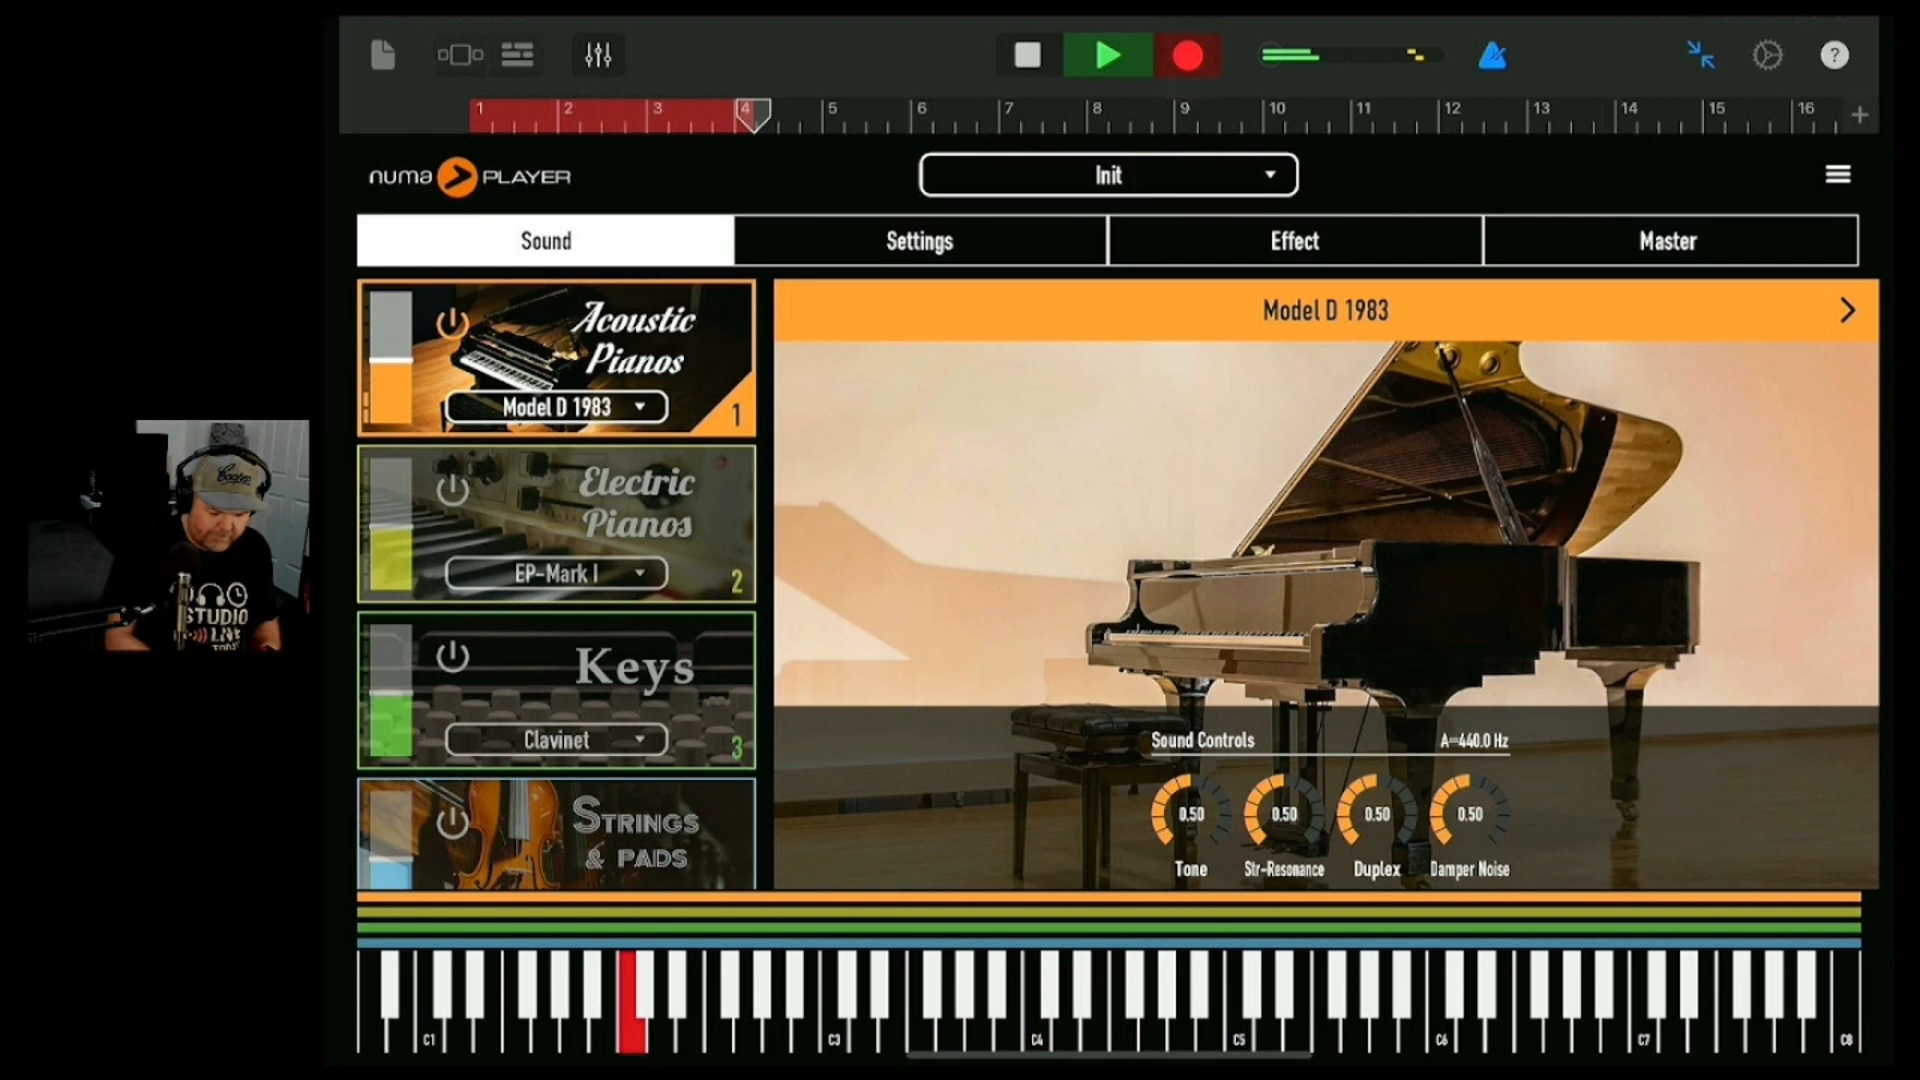 ?
1 2 3 4 5 6 7 8 9 10 11 12 13 14 15 16 +
numa PLAYER
Init
Sound Settings Effect Master
Acoustic
Pianos
Model D 1983
1
Electric
Pianos
EP-Mark I
2
Keys
Clavinet
3
STRINGS
& PADS
Model D 1983
Sound Controls A=440.0 Hz
0.50 0.50 0.50 0.50
Tone Str-Resonance Duplex Damper Noise
C1 C3 C4 C5 C6 C7 C8
STUDIO
LIVE
TODAY